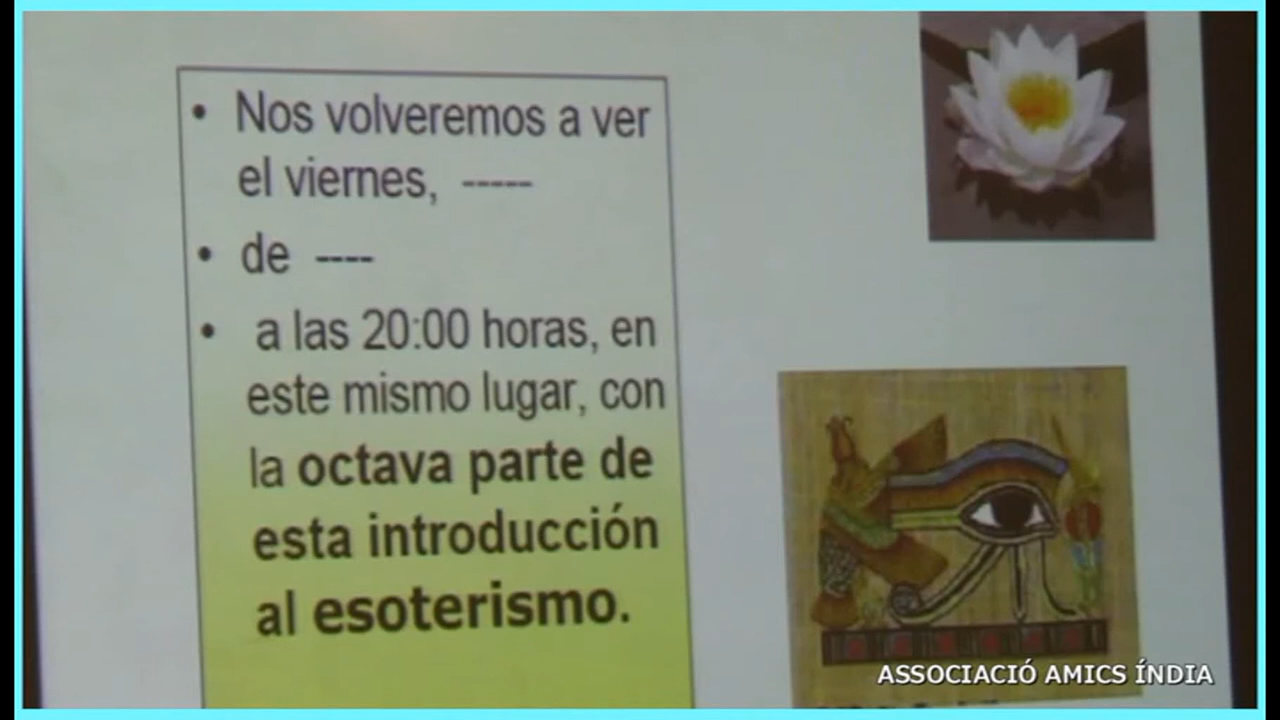 • Nos volveremos a ver
el viernes, -----
• de ----
• a las 20:00 horas, en
este mismo lugar, con
la octava parte de
esta introducción
al esoterismo.
ASSOCIACIÓ AMICS ÍNDIA